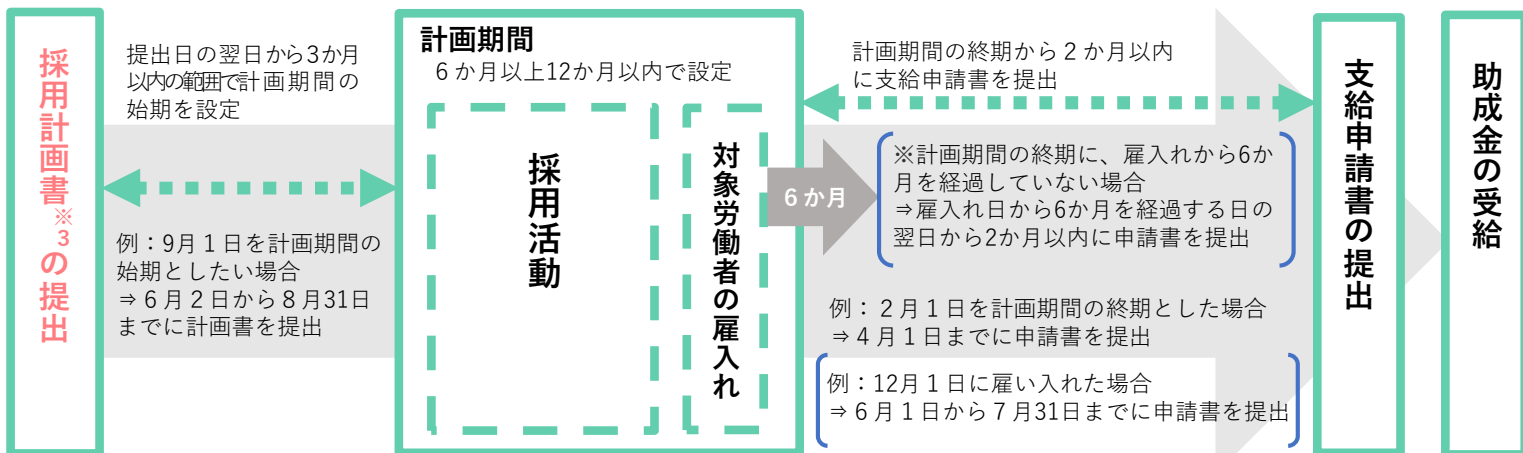 採用計画書※3の提出
提出日の翌日から3か月
以内の範囲で計画期間の
始期を設定
例：9月１日を計画期間の
始期としたい場合
⇒６月２日から８月31日
までに計画書を提出
計画期間
６か月以上12か月以内で設定
採用活動
対象労働者の雇入れ
６か月
計画期間の終期から２か月以内
に支給申請書を提出
※計画期間の終期に、雇入れから6か
月を経過していない場合
⇒雇入れ日から6か月を経過する日の
翌日から2か月以内に申請書を提出
例：２月１日を計画期間の終期とした場合
⇒４月１日までに申請書を提出
例：12月１日に雇い入れた場合
⇒６月１日から７月31日までに申請書を提出
支給申請書の提出
助成金の受給